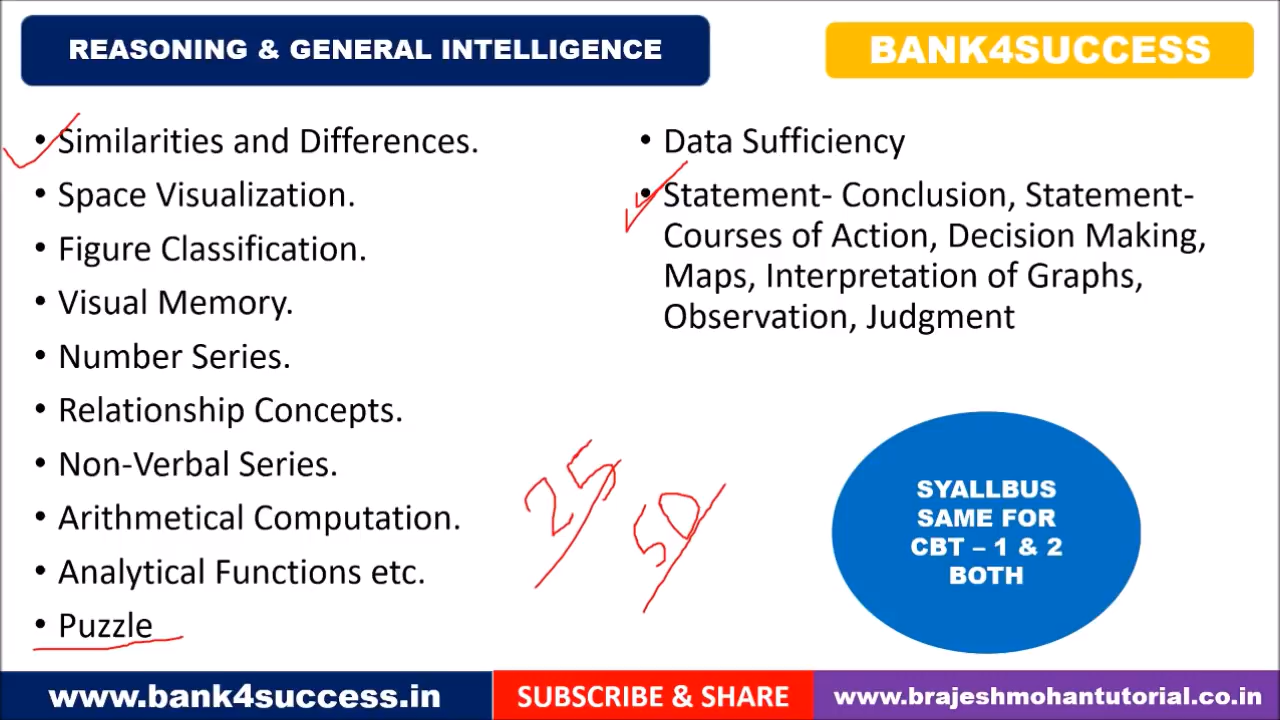 REASONING & GENERAL INTELLIGENCE
BANK4SUCCESS
• Similarities and Differences.
• Space Visualization.
• Figure Classification.
• Visual Memory.
• Number Series.
• Relationship Concepts.
• Non-Verbal Series.
• Arithmetical Computation.
• Analytical Functions etc.
• Puzzle
• Data Sufficiency
• Statement- Conclusion, Statement-
Courses of Action, Decision Making,
Maps, Interpretation of Graphs,
Observation, Judgment
25
50
SYALLBUS
SAME FOR
CBT – 1 & 2
BOTH
www.bank4success.in
SUBSCRIBE & SHARE
www.brajeshmohantutorial.co.in